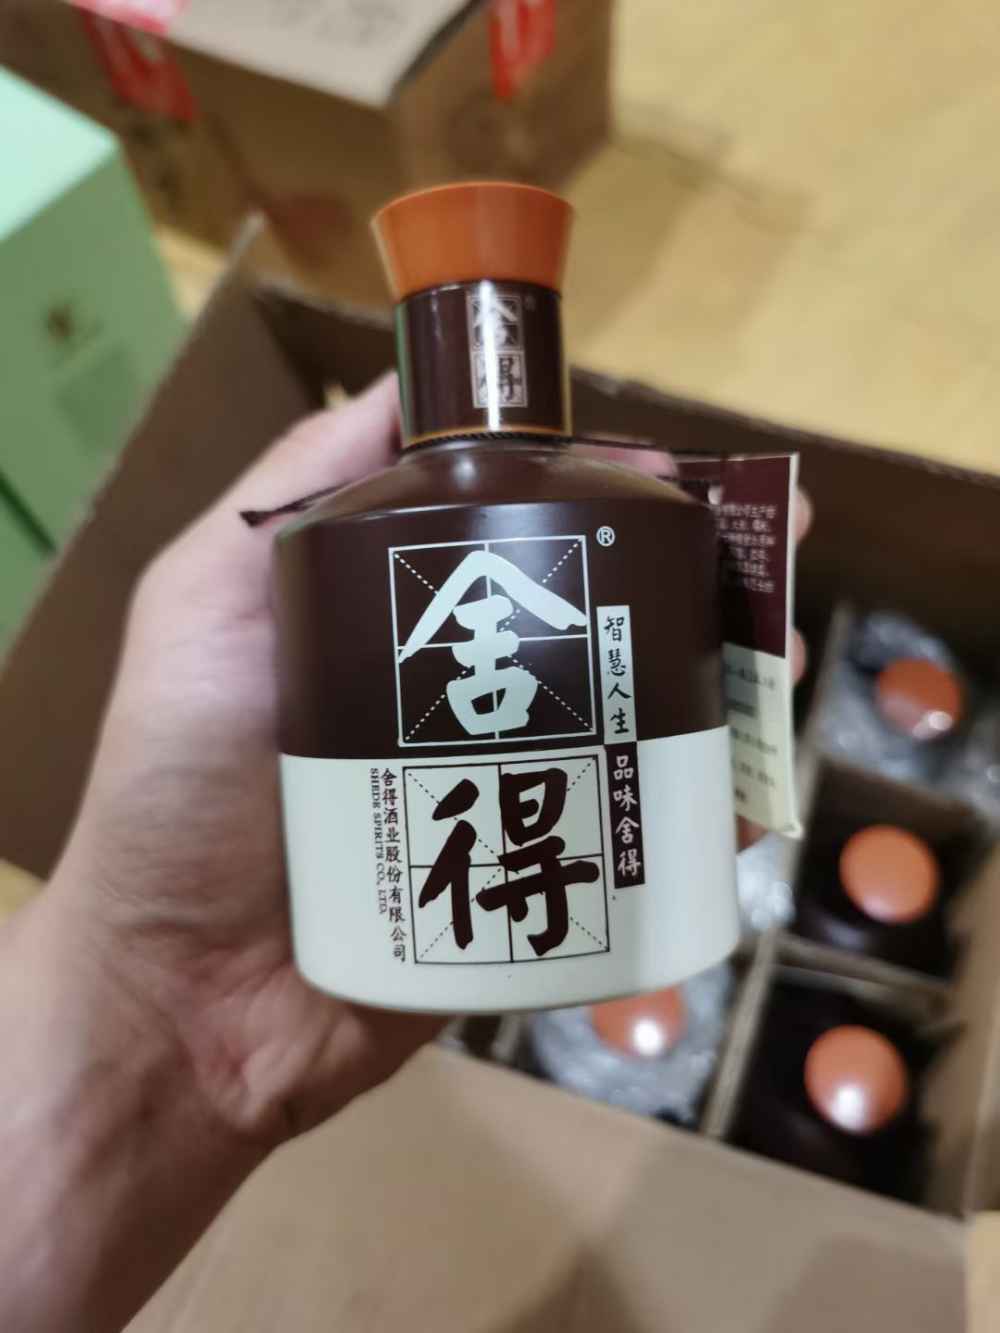 舍得
舍
®
智慧人生
得
品味舍得
舍得酒业股份有限公司
SHEDE SPIRITS CO., LTD.